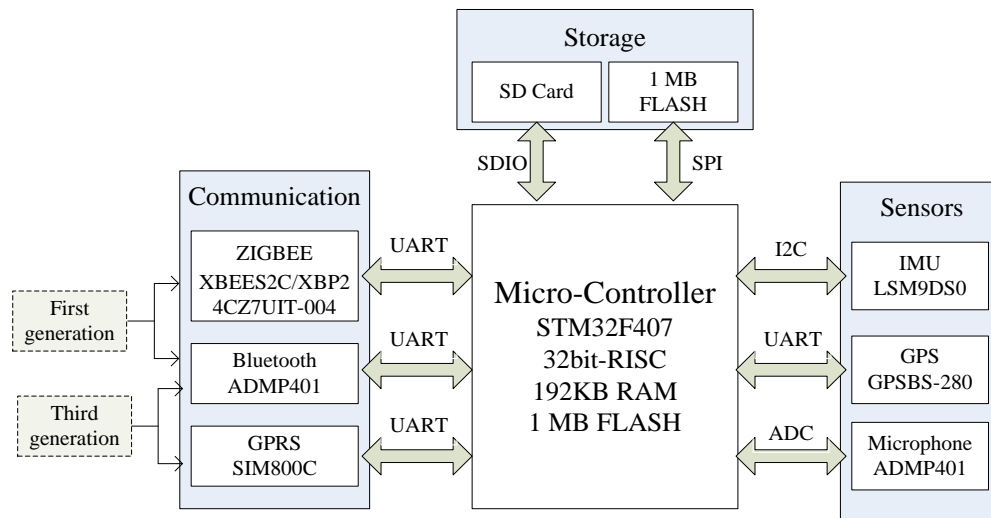 Storage
SD Card
1 MB
FLASH
SDIO
SPI
Communication
ZIGBEE
XBEES2C/XBP2
4CZ7UIT-004
Bluetooth
ADMP401
GPRS
SIM800C
First
generation
Third
generation
UART
UART
UART
Micro-Controller
STM32F407
32bit-RISC
192KB RAM
1 MB FLASH
I2C
UART
ADC
Sensors
IMU
LSM9DS0
GPS
GPSBS-280
Microphone
ADMP401